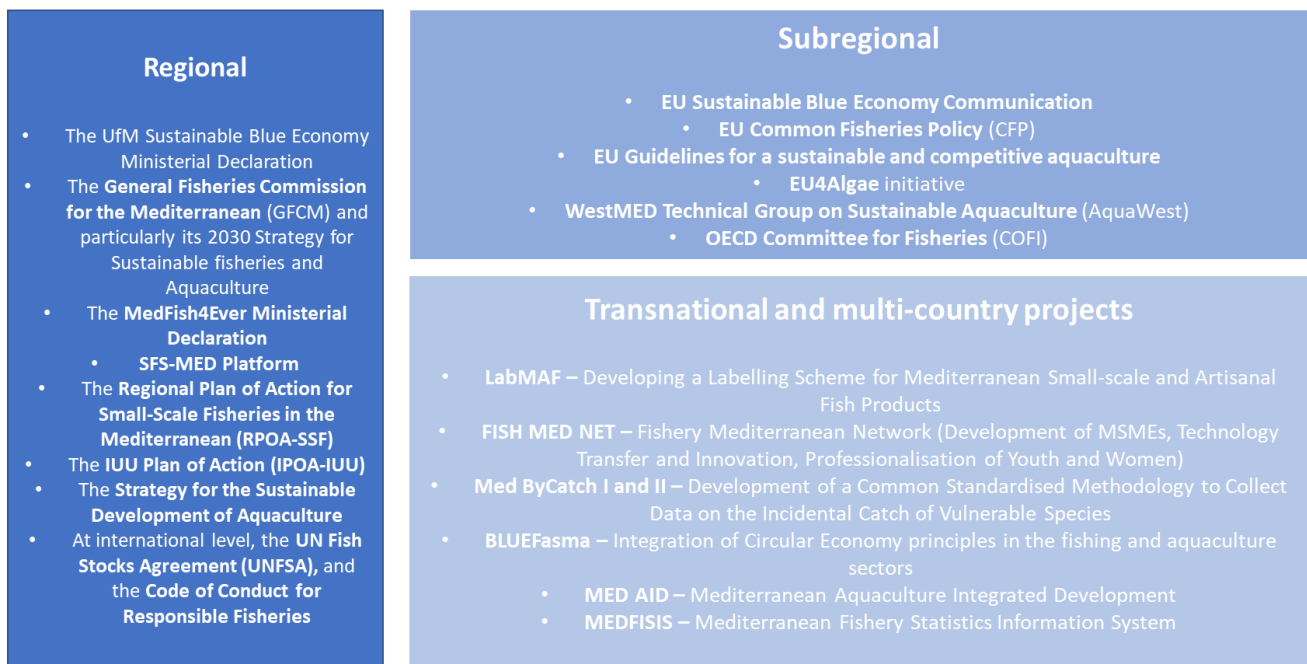 Regional
• The UfM Sustainable Blue Economy
Ministerial Declaration
• The General Fisheries Commission
for the Mediterranean (GFCM) and
particularly its 2030 Strategy for
Sustainable fisheries and
Aquaculture
• The MedFish4Ever Ministerial
Declaration
• SFS-MED Platform
• The Regional Plan of Action for
Small-Scale Fisheries in the
Mediterranean (RPOA-SSF)
• The IUU Plan of Action (IPOA-IUU)
• The Strategy for the Sustainable
Development of Aquaculture
• At international level, the UN Fish
Stocks Agreement (UNFSA), and
the Code of Conduct for
Responsible Fisheries
Subregional
• EU Sustainable Blue Economy Communication
• EU Common Fisheries Policy (CFP)
• EU Guidelines for a sustainable and competitive aquaculture
• EU4Algae initiative
• WestMED Technical Group on Sustainable Aquaculture (AquaWest)
• OECD Committee for Fisheries (COFI)
Transnational and multi-country projects
• LabMAF – Developing a Labelling Scheme for Mediterranean Small-scale and Artisanal
Fish Products
• FISH MED NET – Fishery Mediterranean Network (Development of MSMEs, Technology
Transfer and Innovation, Professionalisation of Youth and Women)
• Med ByCatch I and II – Development of a Common Standardised Methodology to Collect
Data on the Incidental Catch of Vulnerable Species
• BLUEFasma – Integration of Circular Economy principles in the fishing and aquaculture
sectors
• MED AID – Mediterranean Aquaculture Integrated Development
• MEDFISIS – Mediterranean Fishery Statistics Information System